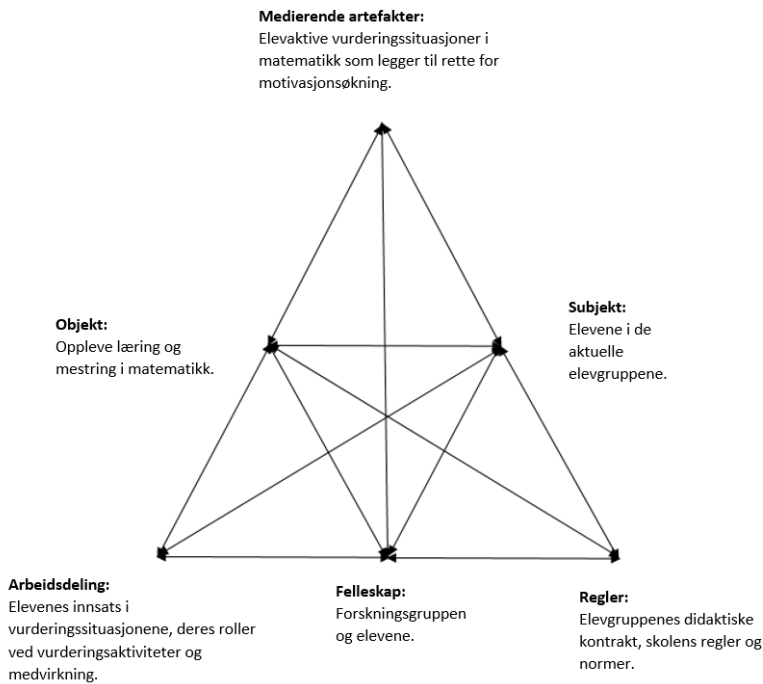 Medierende artefakter:
Elevaktive vurderingssituasjoner i
matematikk som legger til rette for
motivasjonsøkning.
Objekt:
Oppleve læring og
mestring i matematikk.
Subjekt:
Elevene i de
aktuelle
elevgruppene.
Arbeidsdeling:
Elevenes innsats i
vurderingssituasjonene, deres roller
ved vurderingsaktiviteter og
medvirkning.
Felleskap:
Forskningsgruppen
og elevene.
Regler:
Elevgruppenes didaktiske
kontrakt, skolens regler og
normer.